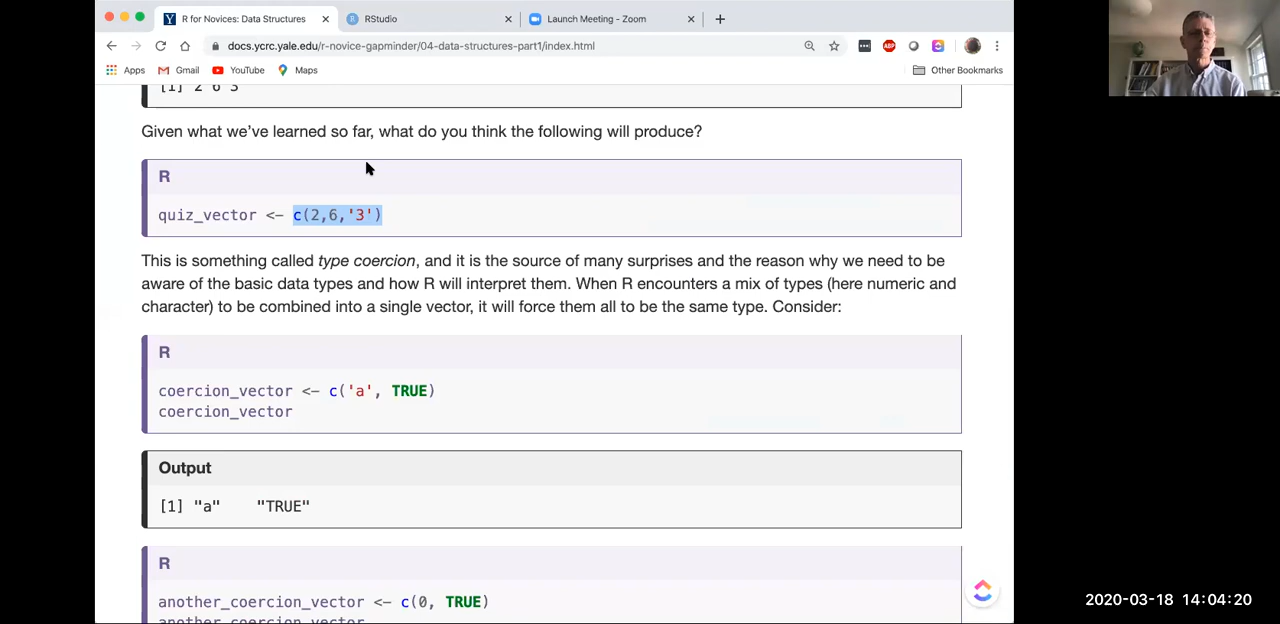 R for Novices: Data Structures
RStudio
Launch Meeting - Zoom
docs.ycrc.yale.edu/r-novice-gapminder/04-data-structures-part1/index.html
Apps
Gmail
YouTube
Maps
Other Bookmarks
[1] 2 6 3
Given what we’ve learned so far, what do you think the following will produce?
R
quiz_vector <- c(2,6,'3')
This is something called type coercion, and it is the source of many surprises and the reason why we need to be
aware of the basic data types and how R will interpret them. When R encounters a mix of types (here numeric and
character) to be combined into a single vector, it will force them all to be the same type. Consider:
R
coercion_vector <- c('a', TRUE)
coercion_vector
Output
[1] "a"    "TRUE"
R
another_coercion_vector <- c(0, TRUE)
another_coercion_vector
ABP
2020-03-18 14:04:20